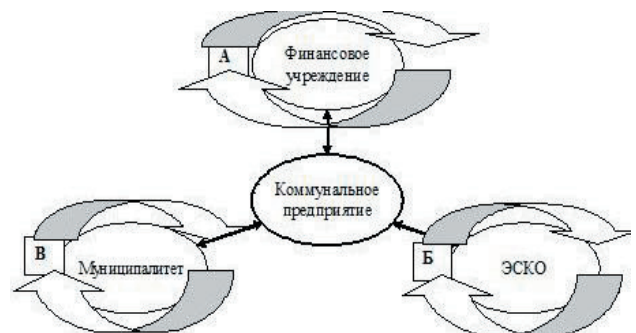 А
Финансовое
учреждение
Коммунальное
предприятие
В
Муниципалитет
Б
ЭСКО